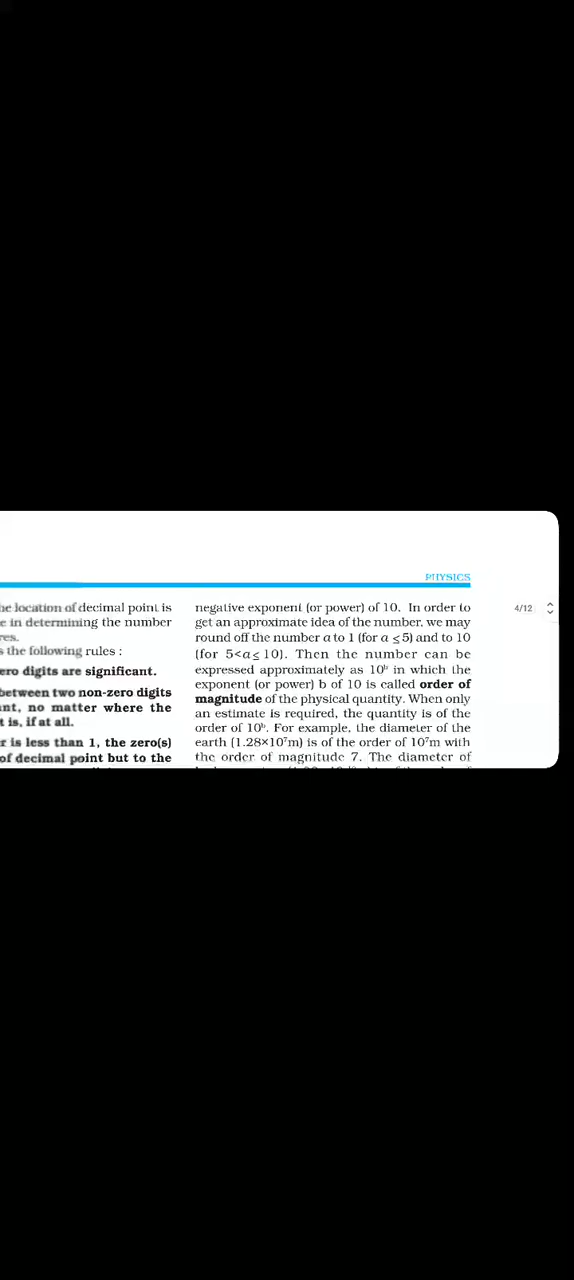 PHYSICS
he location of decimal point is
e in determining the number
res.
s the following rules :
ero digits are significant.
between two non-zero digits
ant, no matter where the
t is, if at all.
r is less than 1, the zero(s)
of decimal point but to the
negative exponent (or power) of 10. In order to
get an approximate idea of the number, we may
round off the number a to 1 (for a ≤ 5) and to 10
(for 5<a ≤ 10). Then the number can be
expressed approximately as 10ᵇ in which the
exponent (or power) b of 10 is called order of
magnitude of the physical quantity. When only
an estimate is required, the quantity is of the
order of 10ᵇ. For example, the diameter of the
earth (1.28×10⁷m) is of the order of 10⁷m with
the order of magnitude 7. The diameter of
4/12